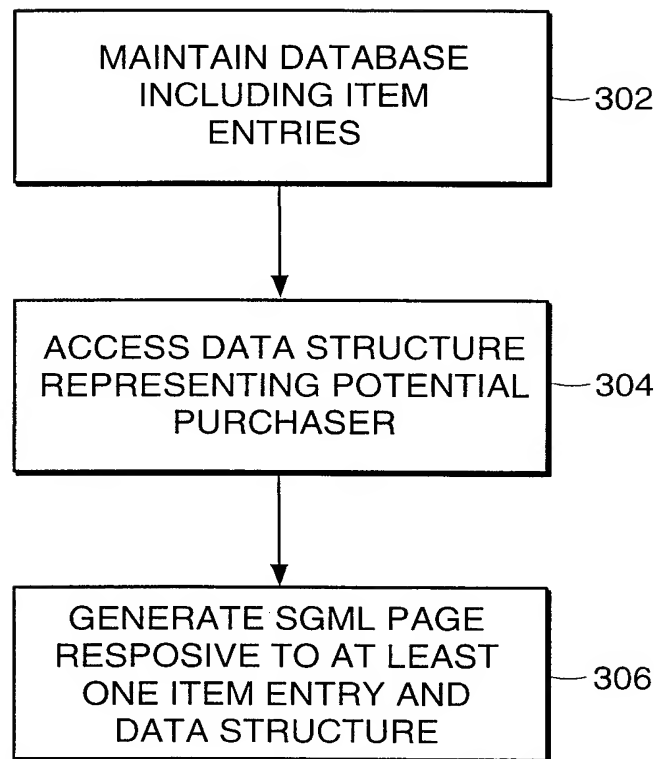 MAINTAIN DATABASE
INCLUDING ITEM
ENTRIES
302
ACCESS DATA STRUCTURE
REPRESENTING POTENTIAL
PURCHASER
304
GENERATE SGML PAGE
RESPOSIVE TO AT LEAST
ONE ITEM ENTRY AND
DATA STRUCTURE
306